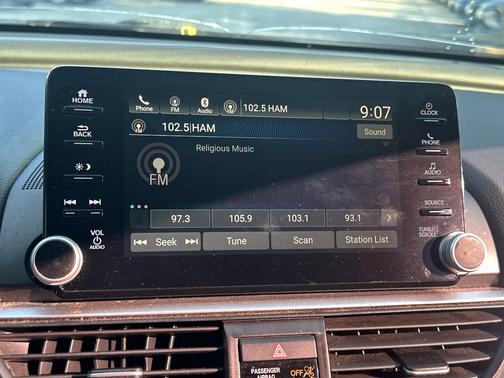 HOME
BACK
VOL
AUDIO
Phone
FM
Audio
102.5 HAM
9:07
102.5|HAM
Sound
Religious Music
FM
97.3
105.9
103.1
93.1
Seek
Tune
Scan
Station List
CLOCK
PHONE
AUDIO
SOURCE
TUNE/
SCROLL
PASSENGER
AIRBAG
OFF